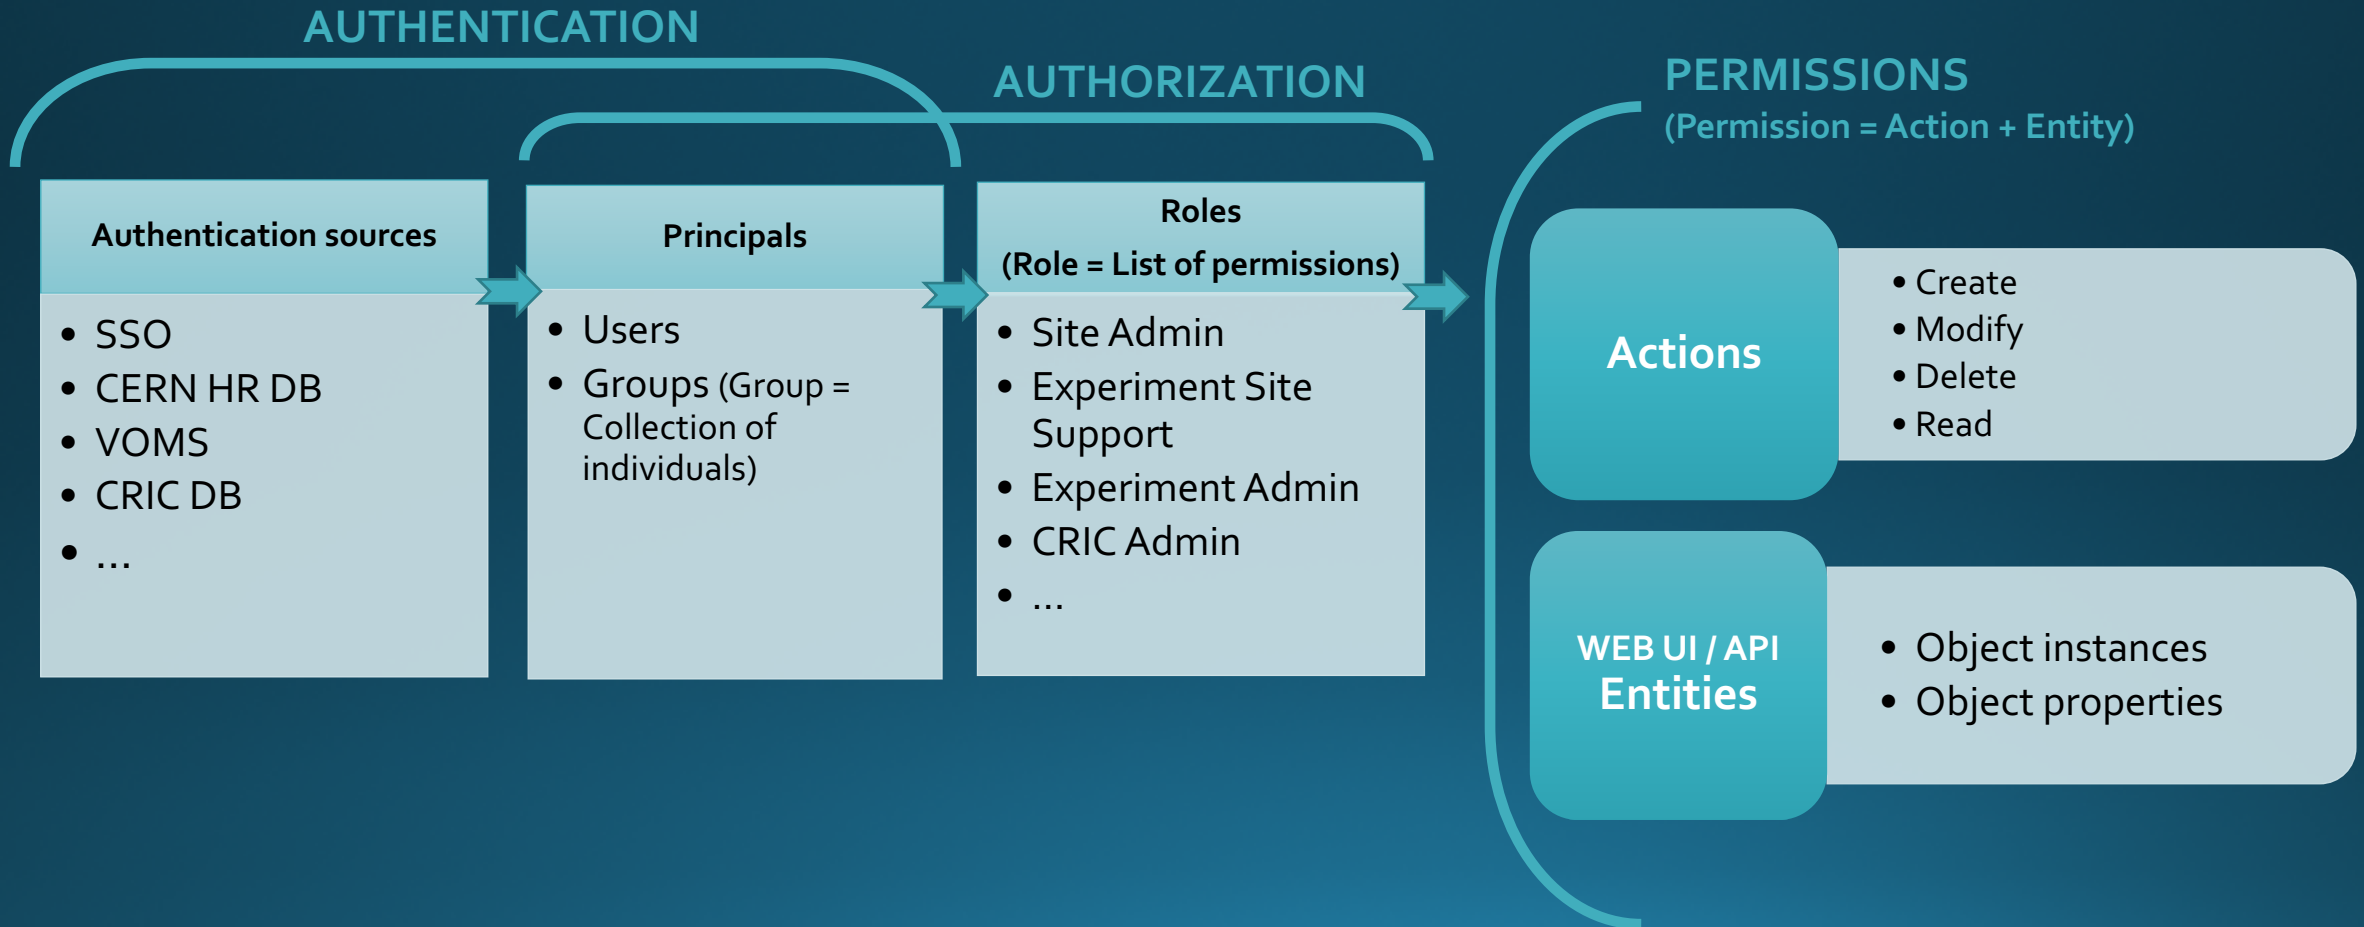 AUTHENTICATION
AUTHORIZATION
PERMISSIONS
(Permission = Action + Entity)
Authentication sources
• SSO
• CERN HR DB
• VOMS
• CRIC DB
• ...
Principals
• Users
• Groups (Group =
Collection of
individuals)
Roles
(Role = List of permissions)
• Site Admin
• Experiment Site
Support
• Experiment Admin
• CRIC Admin
• ...
Actions
• Create
• Modify
• Delete
• Read
WEB UI / API
Entities
• Object instances
• Object properties